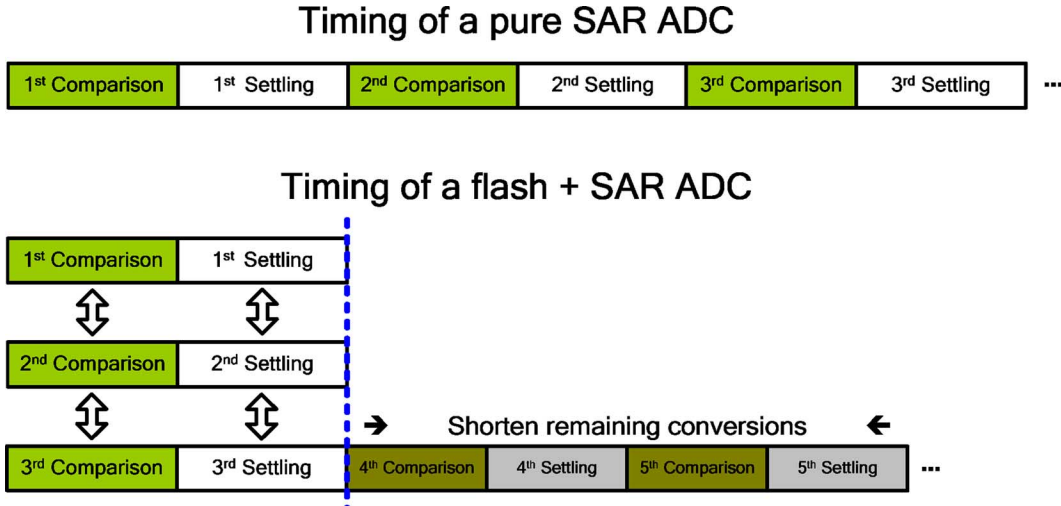 Timing of a pure SAR ADC
1st Comparison 1st Settling 2nd Comparison 2nd Settling 3rd Comparison 3rd Settling ...
Timing of a flash + SAR ADC
1st Comparison 1st Settling
2nd Comparison 2nd Settling
Shorten remaining conversions
3rd Comparison 3rd Settling 4th Comparison 4th Settling 5th Comparison 5th Settling ...